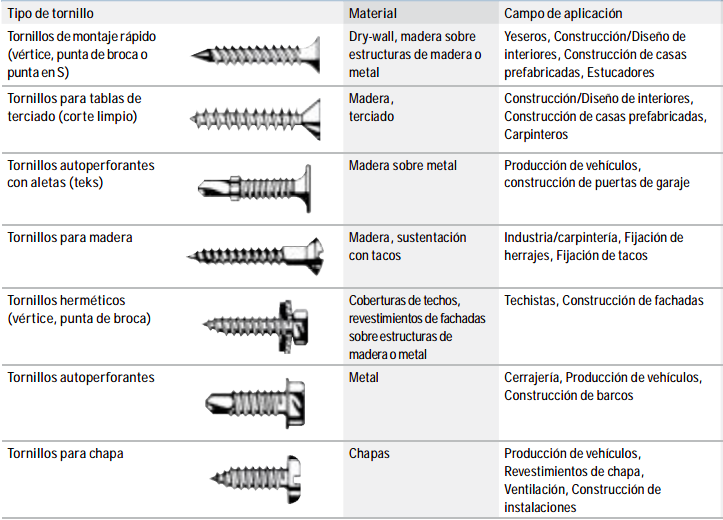 Tipo de tornillo
Material
Campo de aplicación
Tornillos de montaje rápido
(vértice, punta de broca o
punta en S)
Dry-wall, madera sobre
estructuras de madera o
metal
Yeseros, Construcción/Diseño de
interiores, Construcción de casas
prefabricadas, Estucadores
Tornillos para tablas de
terciado (corte limpio)
Madera,
terciado
Construcción/Diseño de interiores,
Construcción de casas prefabricadas,
Carpinteros
Tornillos autoperforantes
con aletas (teks)
Madera sobre metal
Producción de vehículos,
construcción de puertas de garaje
Tornillos para madera
Madera, sustentación
con tacos
Industria/carpintería, Fijación de
herrajes, Fijación de tacos
Tornillos herméticos
(vértice, punta de broca)
Coberturas de techos,
revestimientos de fachadas
sobre estructuras de
madera o metal
Techistas, Construcción de fachadas
Tornillos autoperforantes
Metal
Cerrajería, Producción de vehículos,
Construcción de barcos
Tornillos para chapa
Chapas
Producción de vehículos,
Revestimientos de chapa,
Ventilación, Construcción de
instalaciones